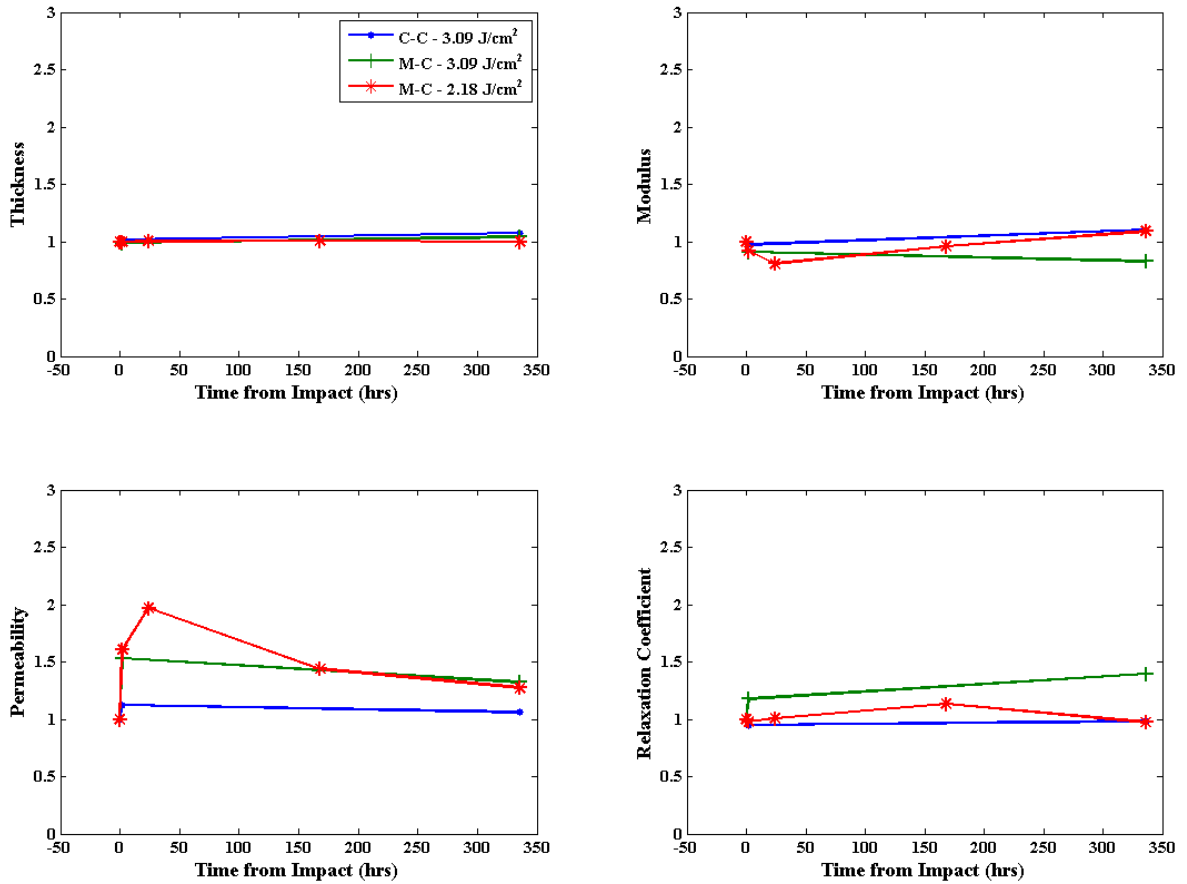 3
2.5
2
1.5
1
0.5
0
Thickness
C-C - 3.09 J/cm²
M-C - 3.09 J/cm²
M-C - 2.18 J/cm²
-50 0 50 100 150 200 250 300 350
Time from Impact (hrs)
3
2.5
2
1.5
1
0.5
0
Modulus
-50 0 50 100 150 200 250 300 350
Time from Impact (hrs)
3
2.5
2
1.5
1
0.5
0
Permeability
-50 0 50 100 150 200 250 300 350
Time from Impact (hrs)
3
2.5
2
1.5
1
0.5
0
Relaxation Coefficient
-50 0 50 100 150 200 250 300 350
Time from Impact (hrs)